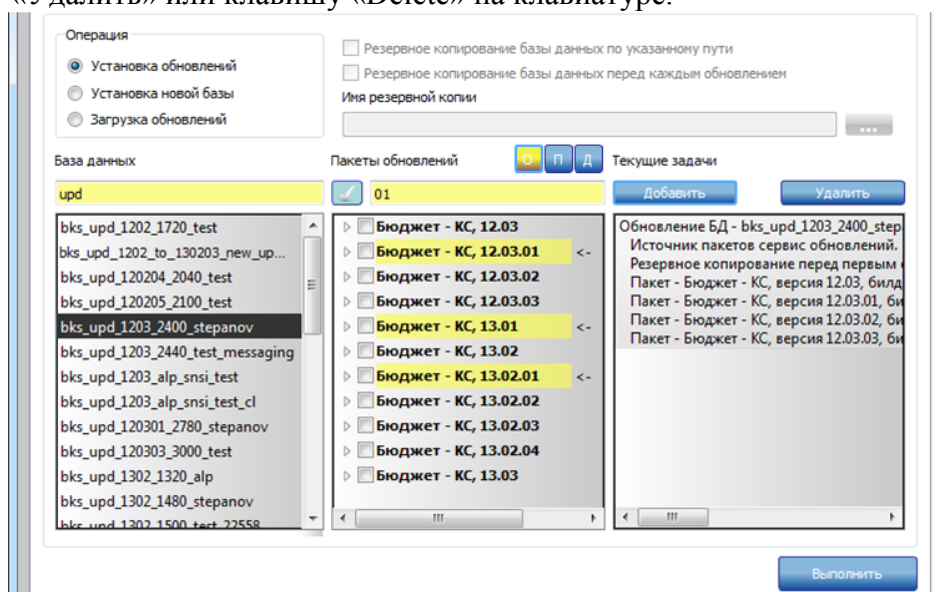 «Удалить» или клавишу «Delete» на клавиатуре.
Операция
Установка обновлений
Установка новой базы
Загрузка обновлений
Резервное копирование базы данных по указанному пути
Резервное копирование базы данных перед каждым обновлением
Имя резервной копии
...
База данных
upd
bks_upd_1202_1720_test
bks_upd_1202_to_130203_new_up...
bks_upd_120204_2040_test
bks_upd_120205_2100_test
bks_upd_1203_2400_stepanov
bks_upd_1203_2440_test_messaging
bks_upd_1203_alp_snsi_test
bks_upd_1203_alp_snsi_test_cl
bks_upd_120301_2780_stepanov
bks_upd_120303_3000_test
bks_upd_1302_1320_alp
bks_upd_1302_1480_stepanov
bks_upd_1302_1500_test_22558
Пакеты обновлений
О П Д
01
Бюджет - КС, 12.03
Бюджет - КС, 12.03.01 <-
Бюджет - КС, 12.03.02
Бюджет - КС, 12.03.03
Бюджет - КС, 13.01 <-
Бюджет - КС, 13.02
Бюджет - КС, 13.02.01 <-
Бюджет - КС, 13.02.02
Бюджет - КС, 13.02.03
Бюджет - КС, 13.02.04
Бюджет - КС, 13.03
Текущие задачи
Добавить Удалить
Обновление БД - bks_upd_1203_2400_step
Источник пакетов сервис обновлений.
Резервное копирование перед первым
Пакет - Бюджет - КС, версия 12.03, билд
Пакет - Бюджет - КС, версия 12.03.01, би
Пакет - Бюджет - КС, версия 12.03.02, би
Пакет - Бюджет - КС, версия 12.03.03, би
Выполнить